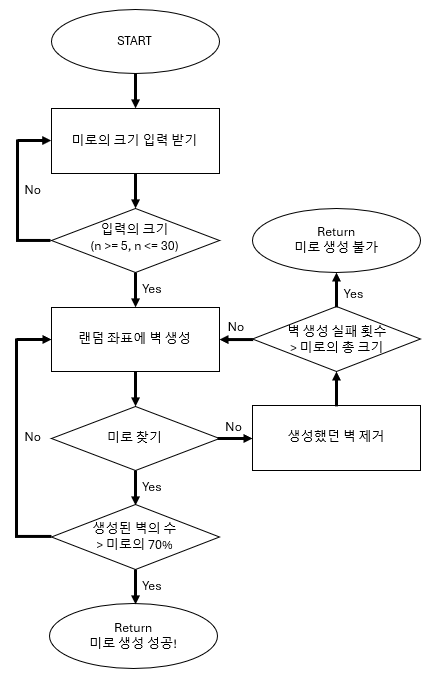 START
미로의 크기 입력 받기
No
입력의 크기
(n >= 5, n <= 30)
Yes
Return
미로 생성 불가
Yes
랜덤 좌표에 벽 생성
No
벽 생성 실패 횟수
> 미로의 총 크기
No
미로 찾기
No
생성했던 벽 제거
Yes
생성된 벽의 수
> 미로의 70%
Yes
Return
미로 생성 성공!